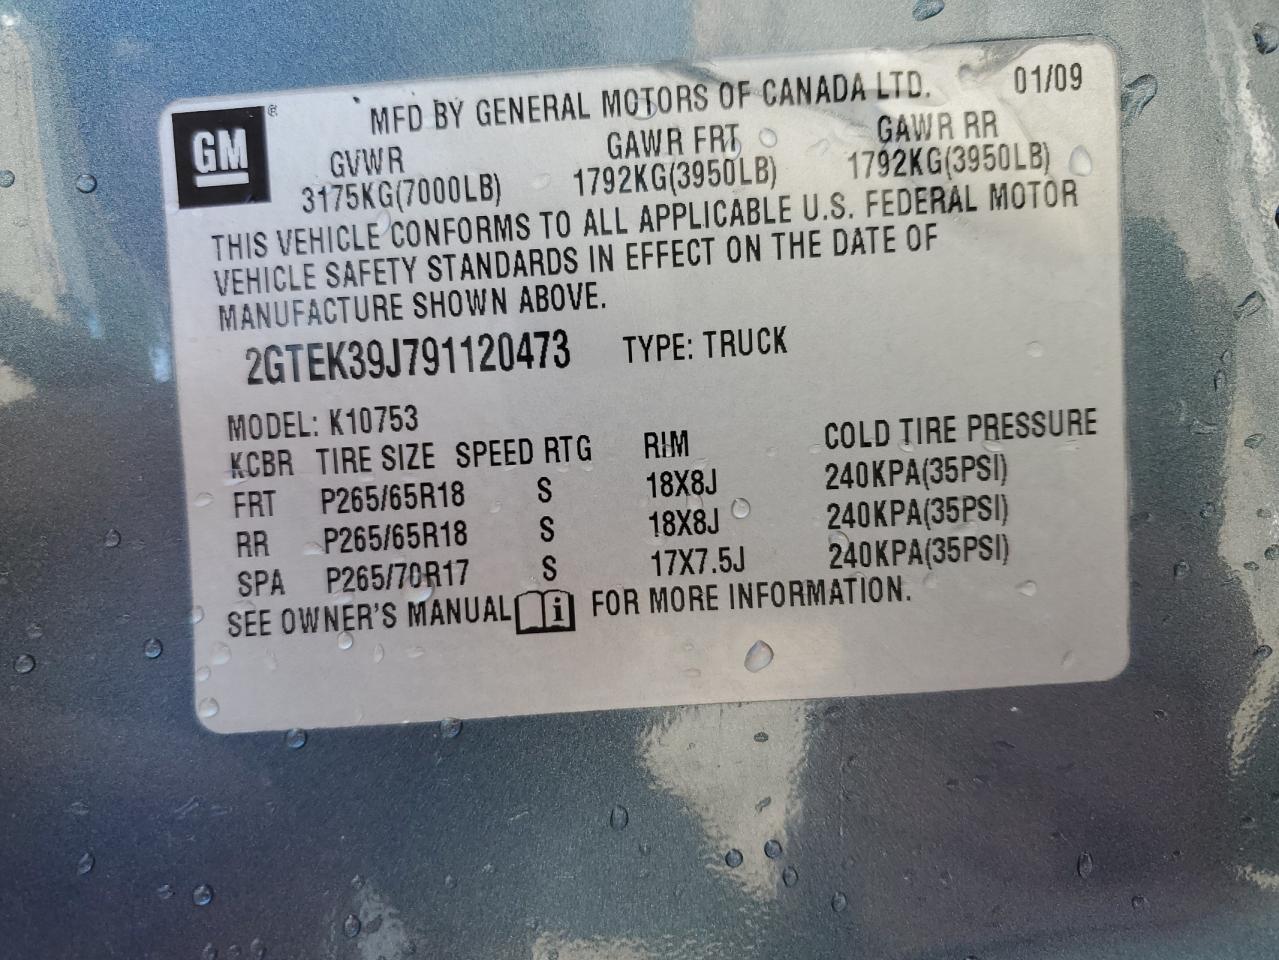 GM ® MFD BY GENERAL MOTORS OF CANADA LTD. 01/09
GVWR GAWR FRT GAWR RR
3175KG(7000LB) 1792KG(3950LB) 1792KG(3950LB)
THIS VEHICLE CONFORMS TO ALL APPLICABLE U.S. FEDERAL MOTOR
VEHICLE SAFETY STANDARDS IN EFFECT ON THE DATE OF
MANUFACTURE SHOWN ABOVE.
2GTEK39J791120473 TYPE: TRUCK
MODEL: K10753
KCBR TIRE SIZE SPEED RTG RIM COLD TIRE PRESSURE
FRT P265/65R18 S 18X8J 240KPA(35PSI)
RR P265/65R18 S 18X8J 240KPA(35PSI)
SPA P265/70R17 S 17X7.5J 240KPA(35PSI)
SEE OWNER'S MANUAL i FOR MORE INFORMATION.